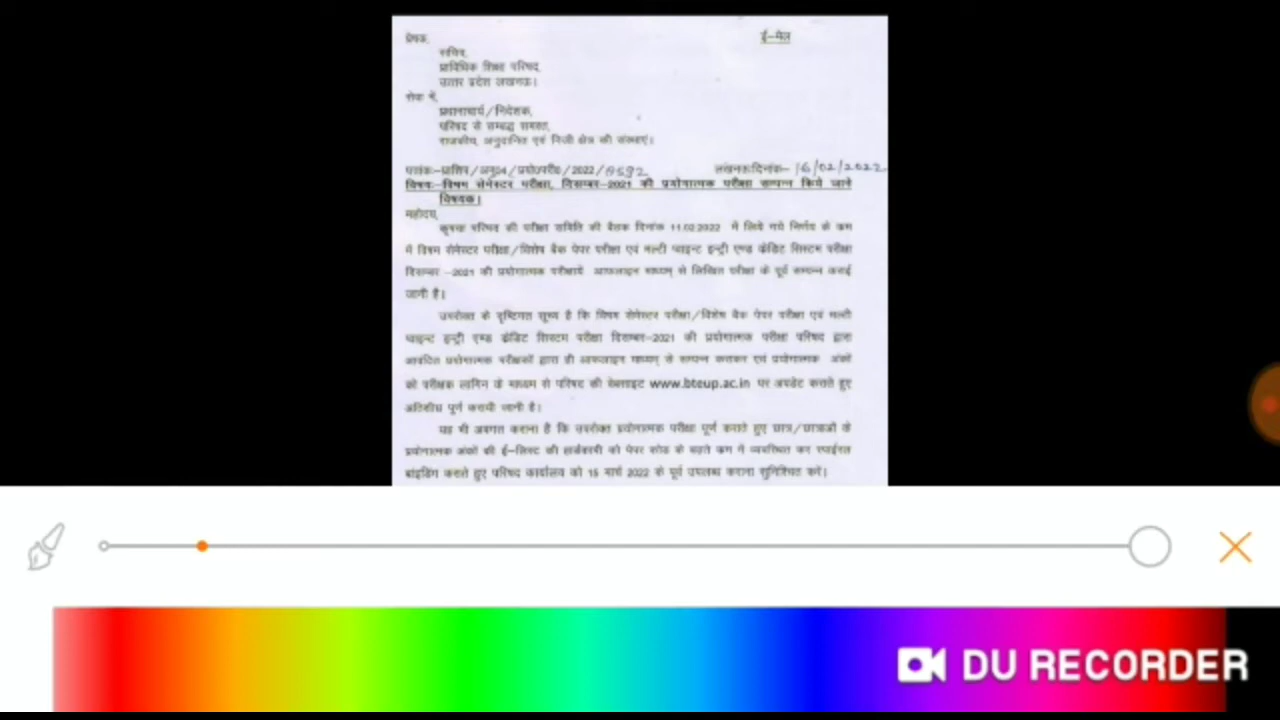 प्रेषक,
ई–मेल
सचिव,
प्राविधिक शिक्षा परिषद,
उत्तर प्रदेश लखनऊ।
सेवा में,
प्रधानाचार्य/निदेशक,
परिषद से सम्बद्ध समस्त,
राजकीय, अनुदानित एवं निजी क्षेत्र की संस्थाएं।
पत्रांकः–प्राशिप/अनु04/प्रयो0परी0/2022/ लखनऊःदिनांक– 16/02/2022
विषयः–विषम सेमेस्टर परीक्षा, दिसम्बर–2021 की प्रयोगात्मक परीक्षा सम्पन्न किये जाने
विषयक।
महोदय,
कृपया परिषद की परीक्षा समिति की बैठक दिनांक 11.02.2022 में लिये गये निर्णय के क्रम
में विषम सेमेस्टर परीक्षा/विशेष बैक पेपर परीक्षा एवं मल्टी प्वाइन्ट इन्ट्री एण्ड क्रेडिट सिस्टम परीक्षा
दिसम्बर –2021 की प्रयोगात्मक परीक्षायें आफलाइन माध्यम् से लिखित परीक्षा के पूर्व सम्पन्न कराई
जानी है।
उपरोक्त के दृष्टिगत सूच्य है कि विषम सेमेस्टर परीक्षा/विशेष बैक पेपर परीक्षा एवं मल्टी
प्वाइन्ट इन्ट्री एण्ड क्रेडिट सिस्टम परीक्षा दिसम्बर–2021 की प्रयोगात्मक परीक्षा परिषद द्वारा
आवंटित प्रयोगात्मक परीक्षकों द्वारा ही आफलाइन माध्यम् से सम्पन्न कराकर एवं प्रयोगात्मक अंकों
को परीक्षक लागिन के माध्यम से परिषद की वेबसाइट www.bteup.ac.in पर अपडेट कराते हुए
अतिशीघ्र पूर्ण करायी जानी है।
यह भी अवगत कराना है कि उपरोक्त प्रयोगात्मक परीक्षा पूर्ण कराते हुए छात्र/छात्राओं के
प्रयोगात्मक अंकों की ई–लिस्ट की हार्डकापी को पेपर कोड के बढ़ते क्रम में व्यवस्थित कर स्पाईरल
बाइंडिंग कराते हुए परिषद कार्यालय को 15 मार्च 2022 के पूर्व उपलब्ध कराना सुनिश्चित करें।
DU RECORDER